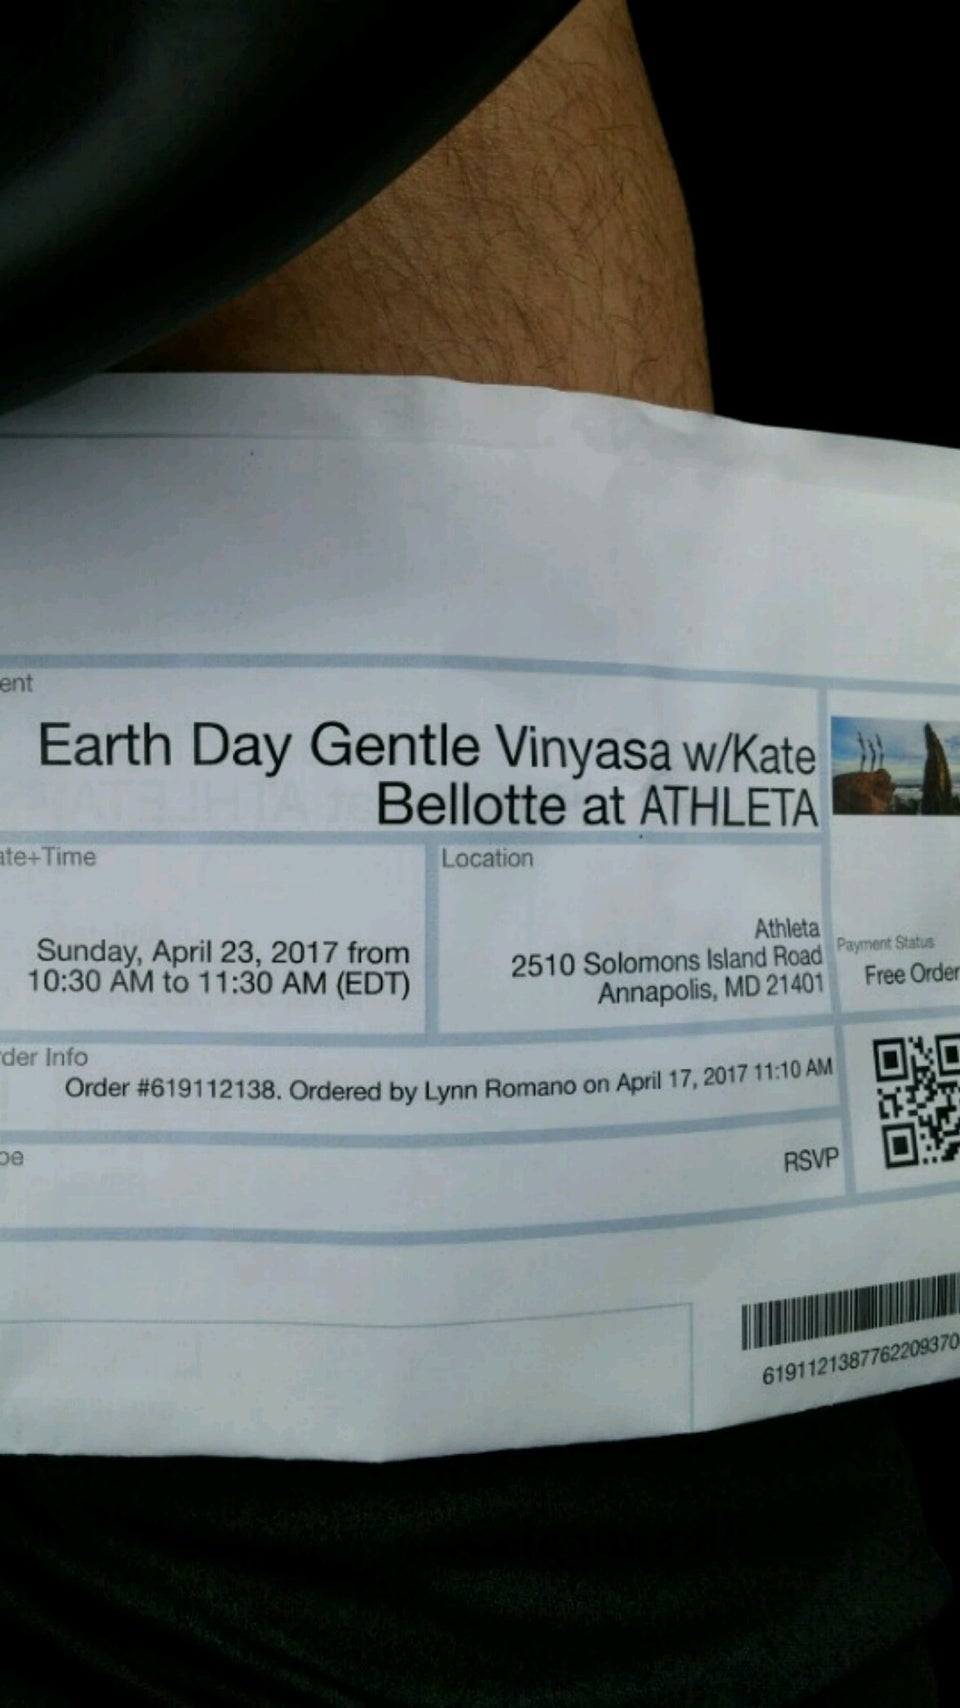 ent
Earth Day Gentle Vinyasa w/Kate
Bellotte at ATHLETA
ate+Time
Sunday, April 23, 2017 from
10:30 AM to 11:30 AM (EDT)
Location
Athleta
2510 Solomons Island Road
Annapolis, MD 21401
Payment Status
Free Order
der Info
Order #619112138. Ordered by Lynn Romano on April 17, 2017 11:10 AM
pe
RSVP
6191121387762209370